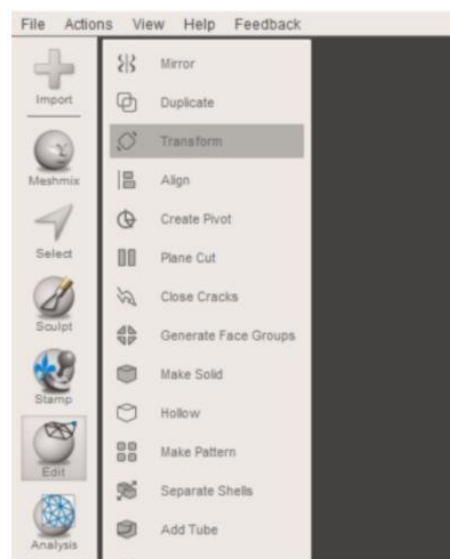 File Actions View Help Feedback
Import
Meshmix
Select
Sculpt
Stamp
Edit
Analysis
Mirror
Duplicate
Transform
Align
Create Pivot
Plane Cut
Close Cracks
Generate Face Groups
Make Solid
Hollow
Make Pattern
Separate Shells
Add Tube